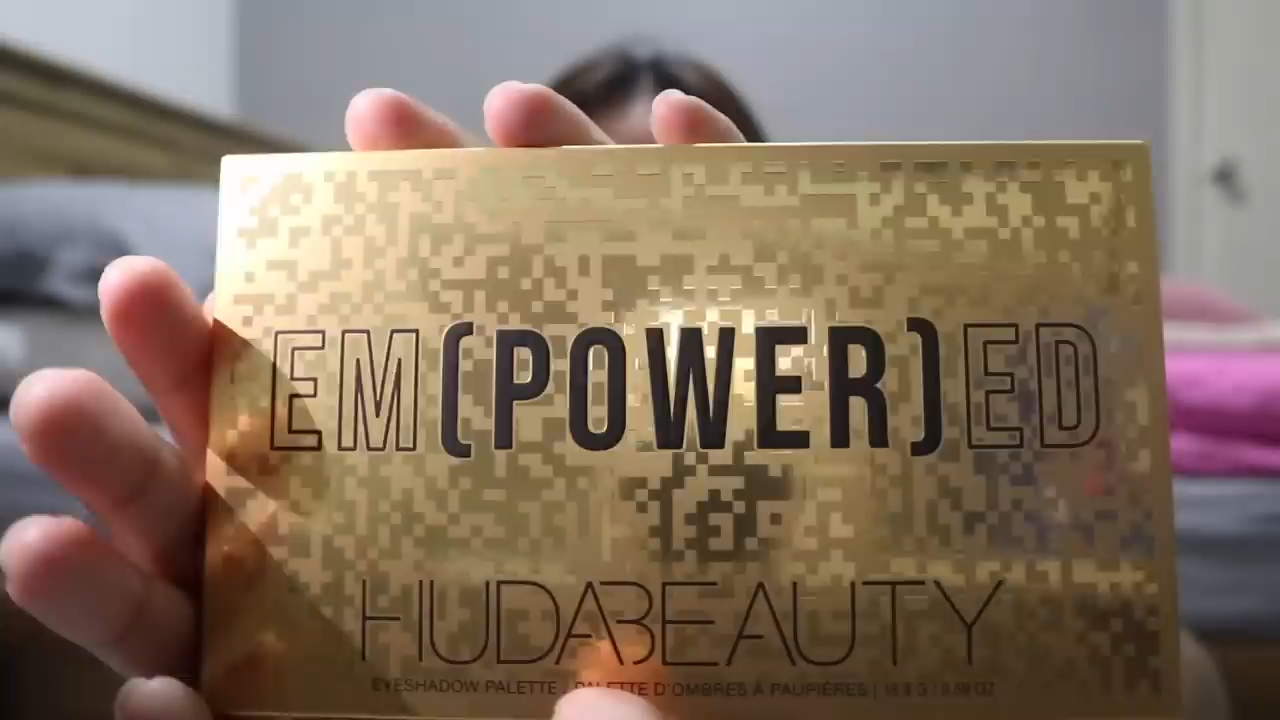 EM(POWER)ED
HUDABEAUTY
EYESHADOW PALETTE / PALETTE D'OMBRES À PAUPIÈRES |